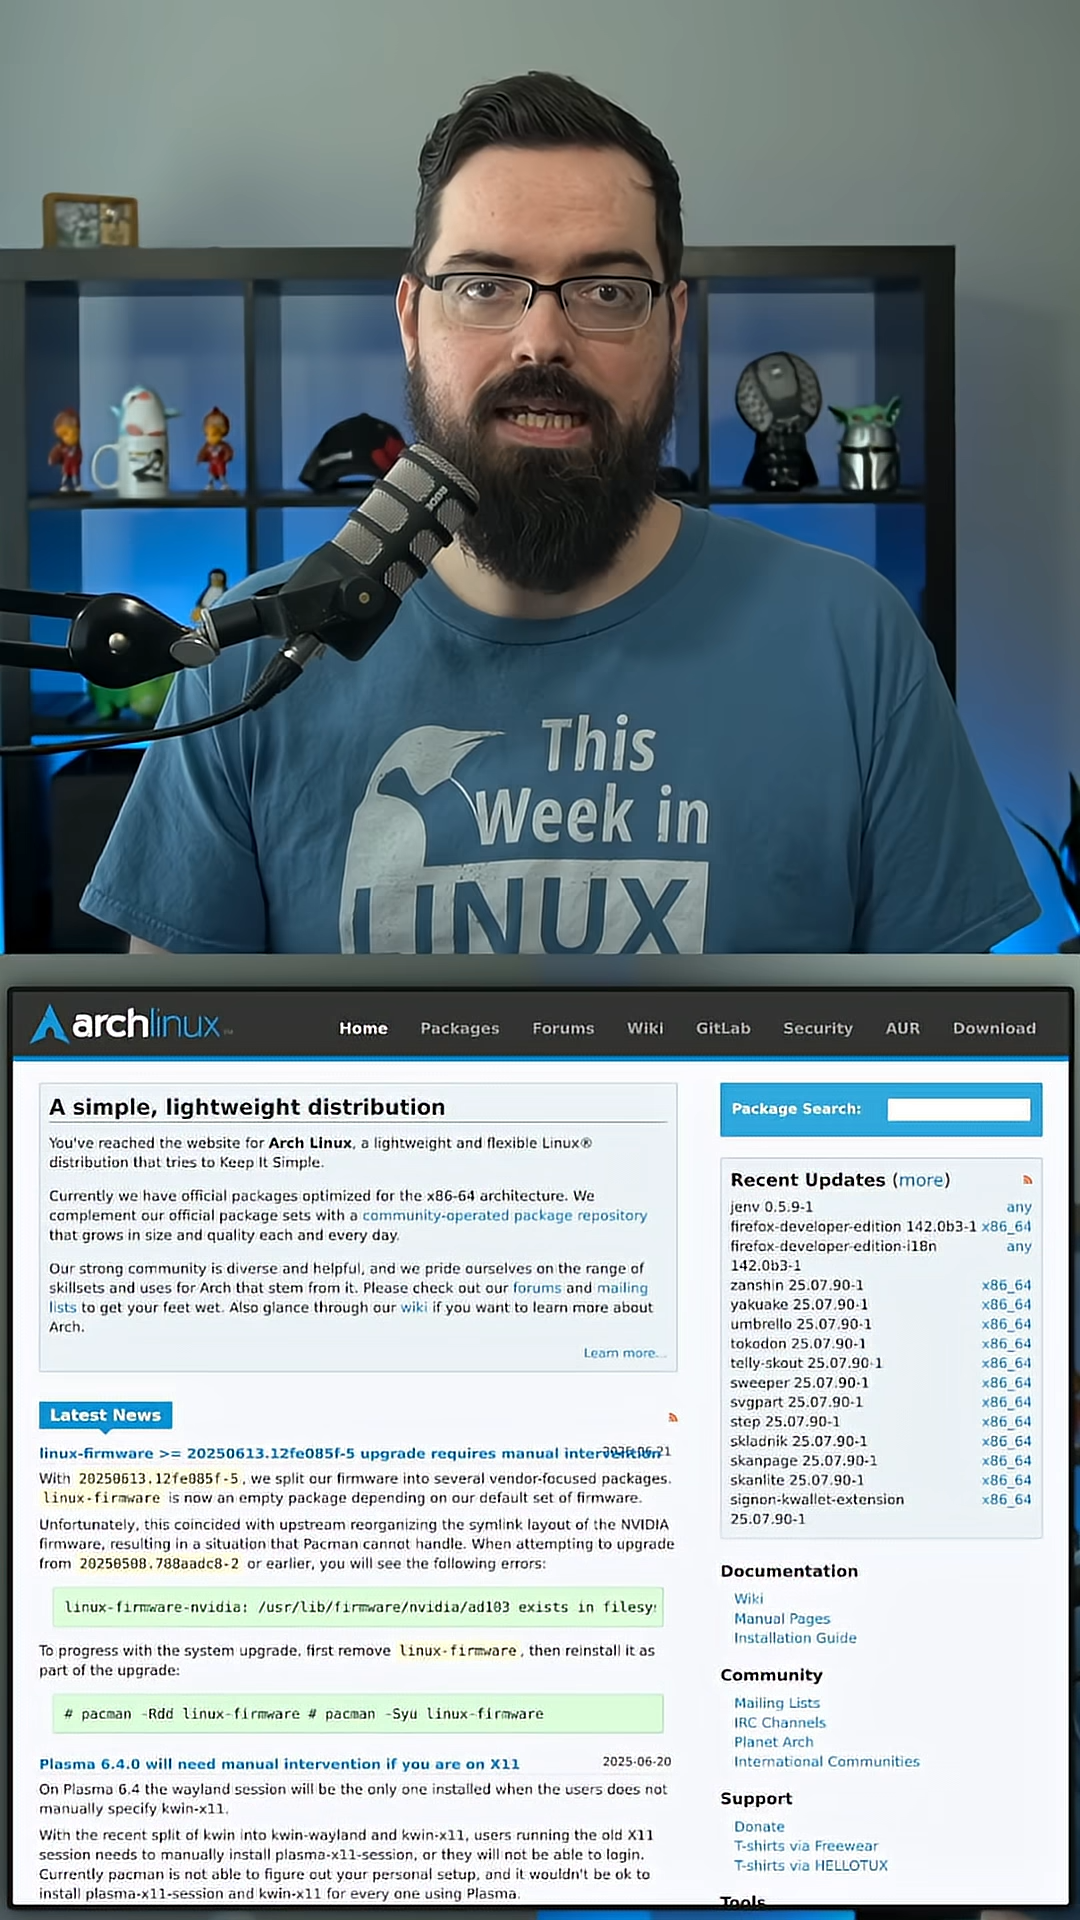 RØDE
This
Week in
LINUX
archlinux
Home Packages Forums Wiki GitLab Security AUR Download
A simple, lightweight distribution
You've reached the website for Arch Linux, a lightweight and flexible Linux®
distribution that tries to Keep It Simple.
Currently we have official packages optimized for the x86-64 architecture. We
complement our official package sets with a community-operated package repository
that grows in size and quality each and every day.
Our strong community is diverse and helpful, and we pride ourselves on the range of
skillsets and uses for Arch that stem from it. Please check out our forums and mailing
lists to get your feet wet. Also glance through our wiki if you want to learn more about
Arch.
Learn more...
Latest News
linux-firmware >= 20250613.12fe085f-5 upgrade requires manual intervention 2025-06-21
With 20250613.12fe085f-5, we split our firmware into several vendor-focused packages.
linux-firmware is now an empty package depending on our default set of firmware.
Unfortunately, this coincided with upstream reorganizing the symlink layout of the NVIDIA
firmware, resulting in a situation that Pacman cannot handle. When attempting to upgrade
from 20250508.788aadc8-2 or earlier, you will see the following errors:
linux-firmware-nvidia: /usr/lib/firmware/nvidia/ad103 exists in filesy
To progress with the system upgrade, first remove linux-firmware, then reinstall it as
part of the upgrade:
# pacman -Rdd linux-firmware # pacman -Syu linux-firmware
Plasma 6.4.0 will need manual intervention if you are on X11 2025-06-20
On Plasma 6.4 the wayland session will be the only one installed when the users does not
manually specify kwin-x11.
With the recent split of kwin into kwin-wayland and kwin-x11, users running the old X11
session needs to manually install plasma-x11-session, or they will not be able to login.
Currently pacman is not able to figure out your personal setup, and it wouldn't be ok to
install plasma-x11-session and kwin-x11 for every one using Plasma.
Package Search:
Recent Updates (more)
jenv 0.5.9-1 any
firefox-developer-edition 142.0b3-1 x86_64
firefox-developer-edition-i18n any
142.0b3-1
zanshin 25.07.90-1 x86_64
yakuake 25.07.90-1 x86_64
umbrello 25.07.90-1 x86_64
tokodon 25.07.90-1 x86_64
telly-skout 25.07.90-1 x86_64
sweeper 25.07.90-1 x86_64
svgpart 25.07.90-1 x86_64
step 25.07.90-1 x86_64
skladnik 25.07.90-1 x86_64
skanpage 25.07.90-1 x86_64
skanlite 25.07.90-1 x86_64
signon-kwallet-extension x86_64
25.07.90-1
Documentation
Wiki
Manual Pages
Installation Guide
Community
Mailing Lists
IRC Channels
Planet Arch
International Communities
Support
Donate
T-shirts via Freewear
T-shirts via HELLOTUX
Tools